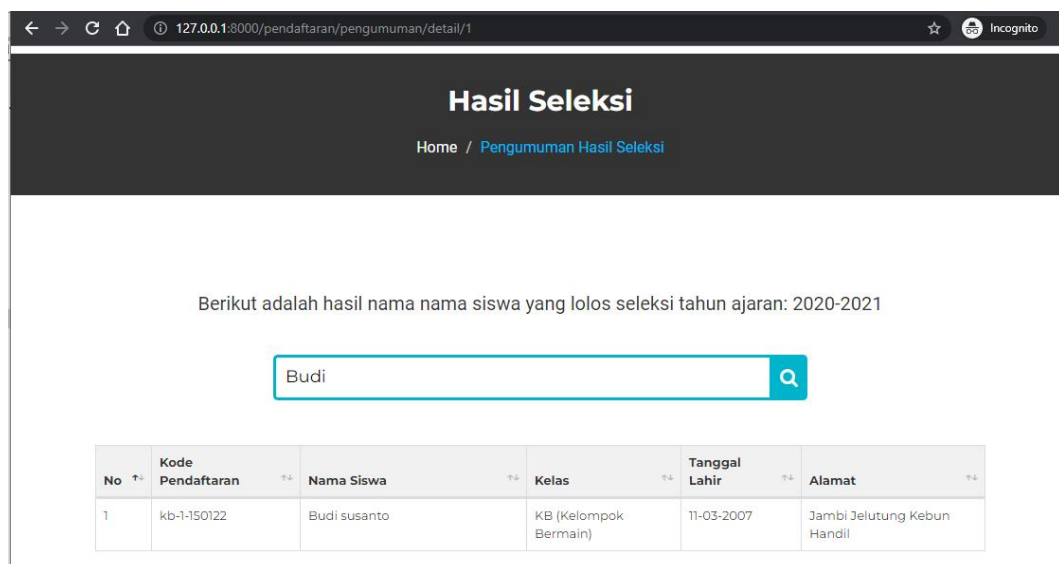 127.0.0.1:8000/pendaftaran/pengumuman/detail/1
Incognito
Hasil Seleksi
Home / Pengumuman Hasil Seleksi
Berikut adalah hasil nama nama siswa yang lolos seleksi tahun ajaran: 2020-2021
Budi
No Kode Pendaftaran Nama Siswa Kelas Tanggal Lahir Alamat
1 kb-1-150122 Budi susanto KB (Kelompok Bermain) 11-03-2007 Jambi Jelutung Kebun Handil